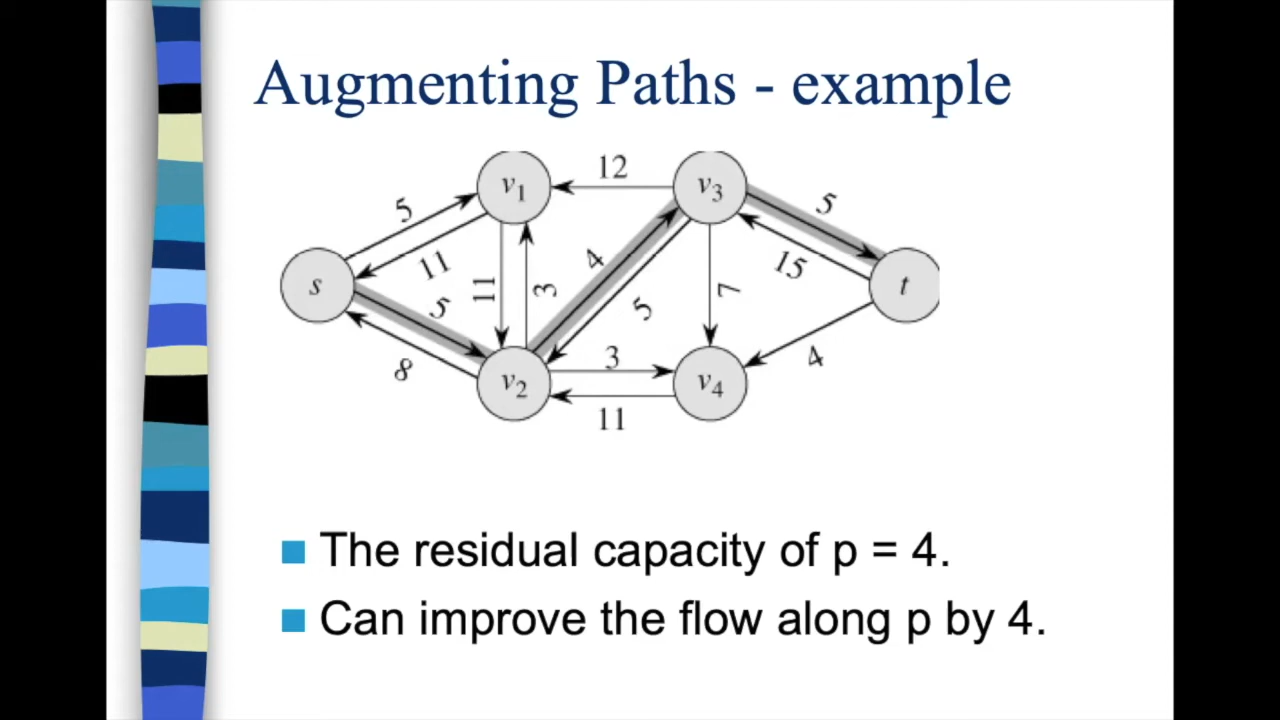 Augmenting Paths - example
12
v1
v3
5
5
4
11
15
s
11
3
5
7
t
5
8
3
4
v2
v4
11
The residual capacity of p = 4.
Can improve the flow along p by 4.